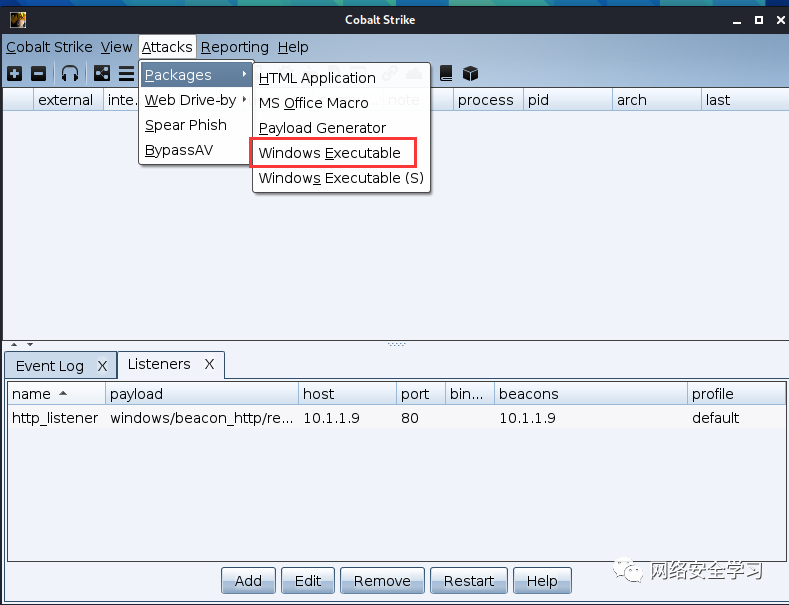 Cobalt Strike
Cobalt Strike View Attacks Reporting Help
Packages
Web Drive-by
Spear Phish
BypassAV
HTML Application
MS Office Macro
Payload Generator
Windows Executable
Windows Executable (S)
external inte... note process pid arch last
Event Log X Listeners X
name payload host port bin... beacons profile
http_listener windows/beacon_http/re... 10.1.1.9 80 10.1.1.9 default
Add Edit Remove Restart Help
网络安全学习